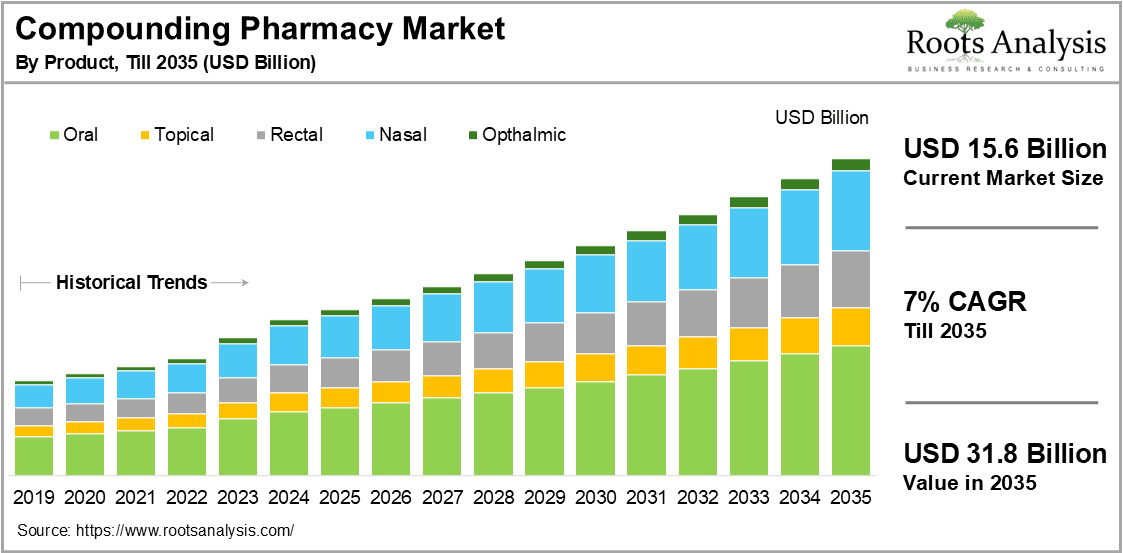 Compounding Pharmacy Market
By Product, Till 2035 (USD Billion)
Roots Analysis
BUSINESS RESEARCH & CONSULTING
Oral Topical Rectal Nasal Opthalmic
USD Billion
Historical Trends
2019 2020 2021 2022 2023 2024 2025 2026 2027 2028 2029 2030 2031 2032 2033 2034 2035
USD 15.6 Billion
Current Market Size
7% CAGR
Till 2035
USD 31.8 Billion
Value in 2035
Source: https://www.rootsanalysis.com/